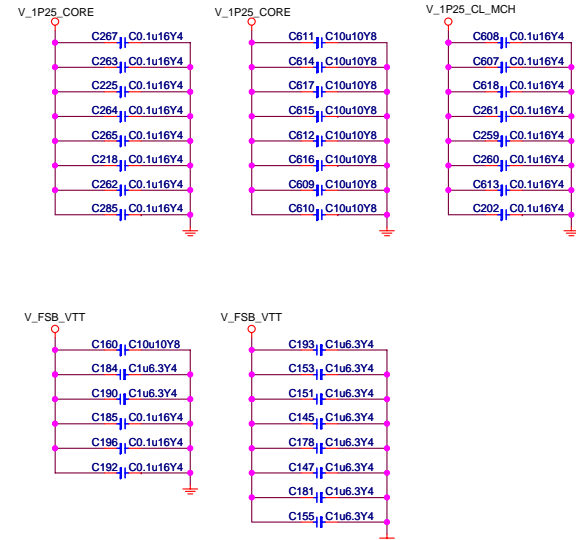 V_1P25_CORE
C267 C0.1u16Y4
C263 C0.1u16Y4
C225 C0.1u16Y4
C264 C0.1u16Y4
C265 C0.1u16Y4
C218 C0.1u16Y4
C262 C0.1u16Y4
C285 C0.1u16Y4
V_1P25_CORE
C611 C10u10Y8
C614 C10u10Y8
C617 C10u10Y8
C615 C10u10Y8
C612 C10u10Y8
C616 C10u10Y8
C609 C10u10Y8
C610 C10u10Y8
V_1P25_CL_MCH
C608 C0.1u16Y4
C607 C0.1u16Y4
C618 C0.1u16Y4
C261 C0.1u16Y4
C259 C0.1u16Y4
C260 C0.1u16Y4
C613 C0.1u16Y4
C202 C0.1u16Y4
V_FSB_VTT
C160 C10u10Y8
C184 C1u6.3Y4
C190 C1u6.3Y4
C185 C0.1u16Y4
C196 C0.1u16Y4
C192 C0.1u16Y4
V_FSB_VTT
C193 C1u6.3Y4
C153 C1u6.3Y4
C151 C1u6.3Y4
C145 C1u6.3Y4
C178 C1u6.3Y4
C147 C1u6.3Y4
C181 C1u6.3Y4
C155 C1u6.3Y4